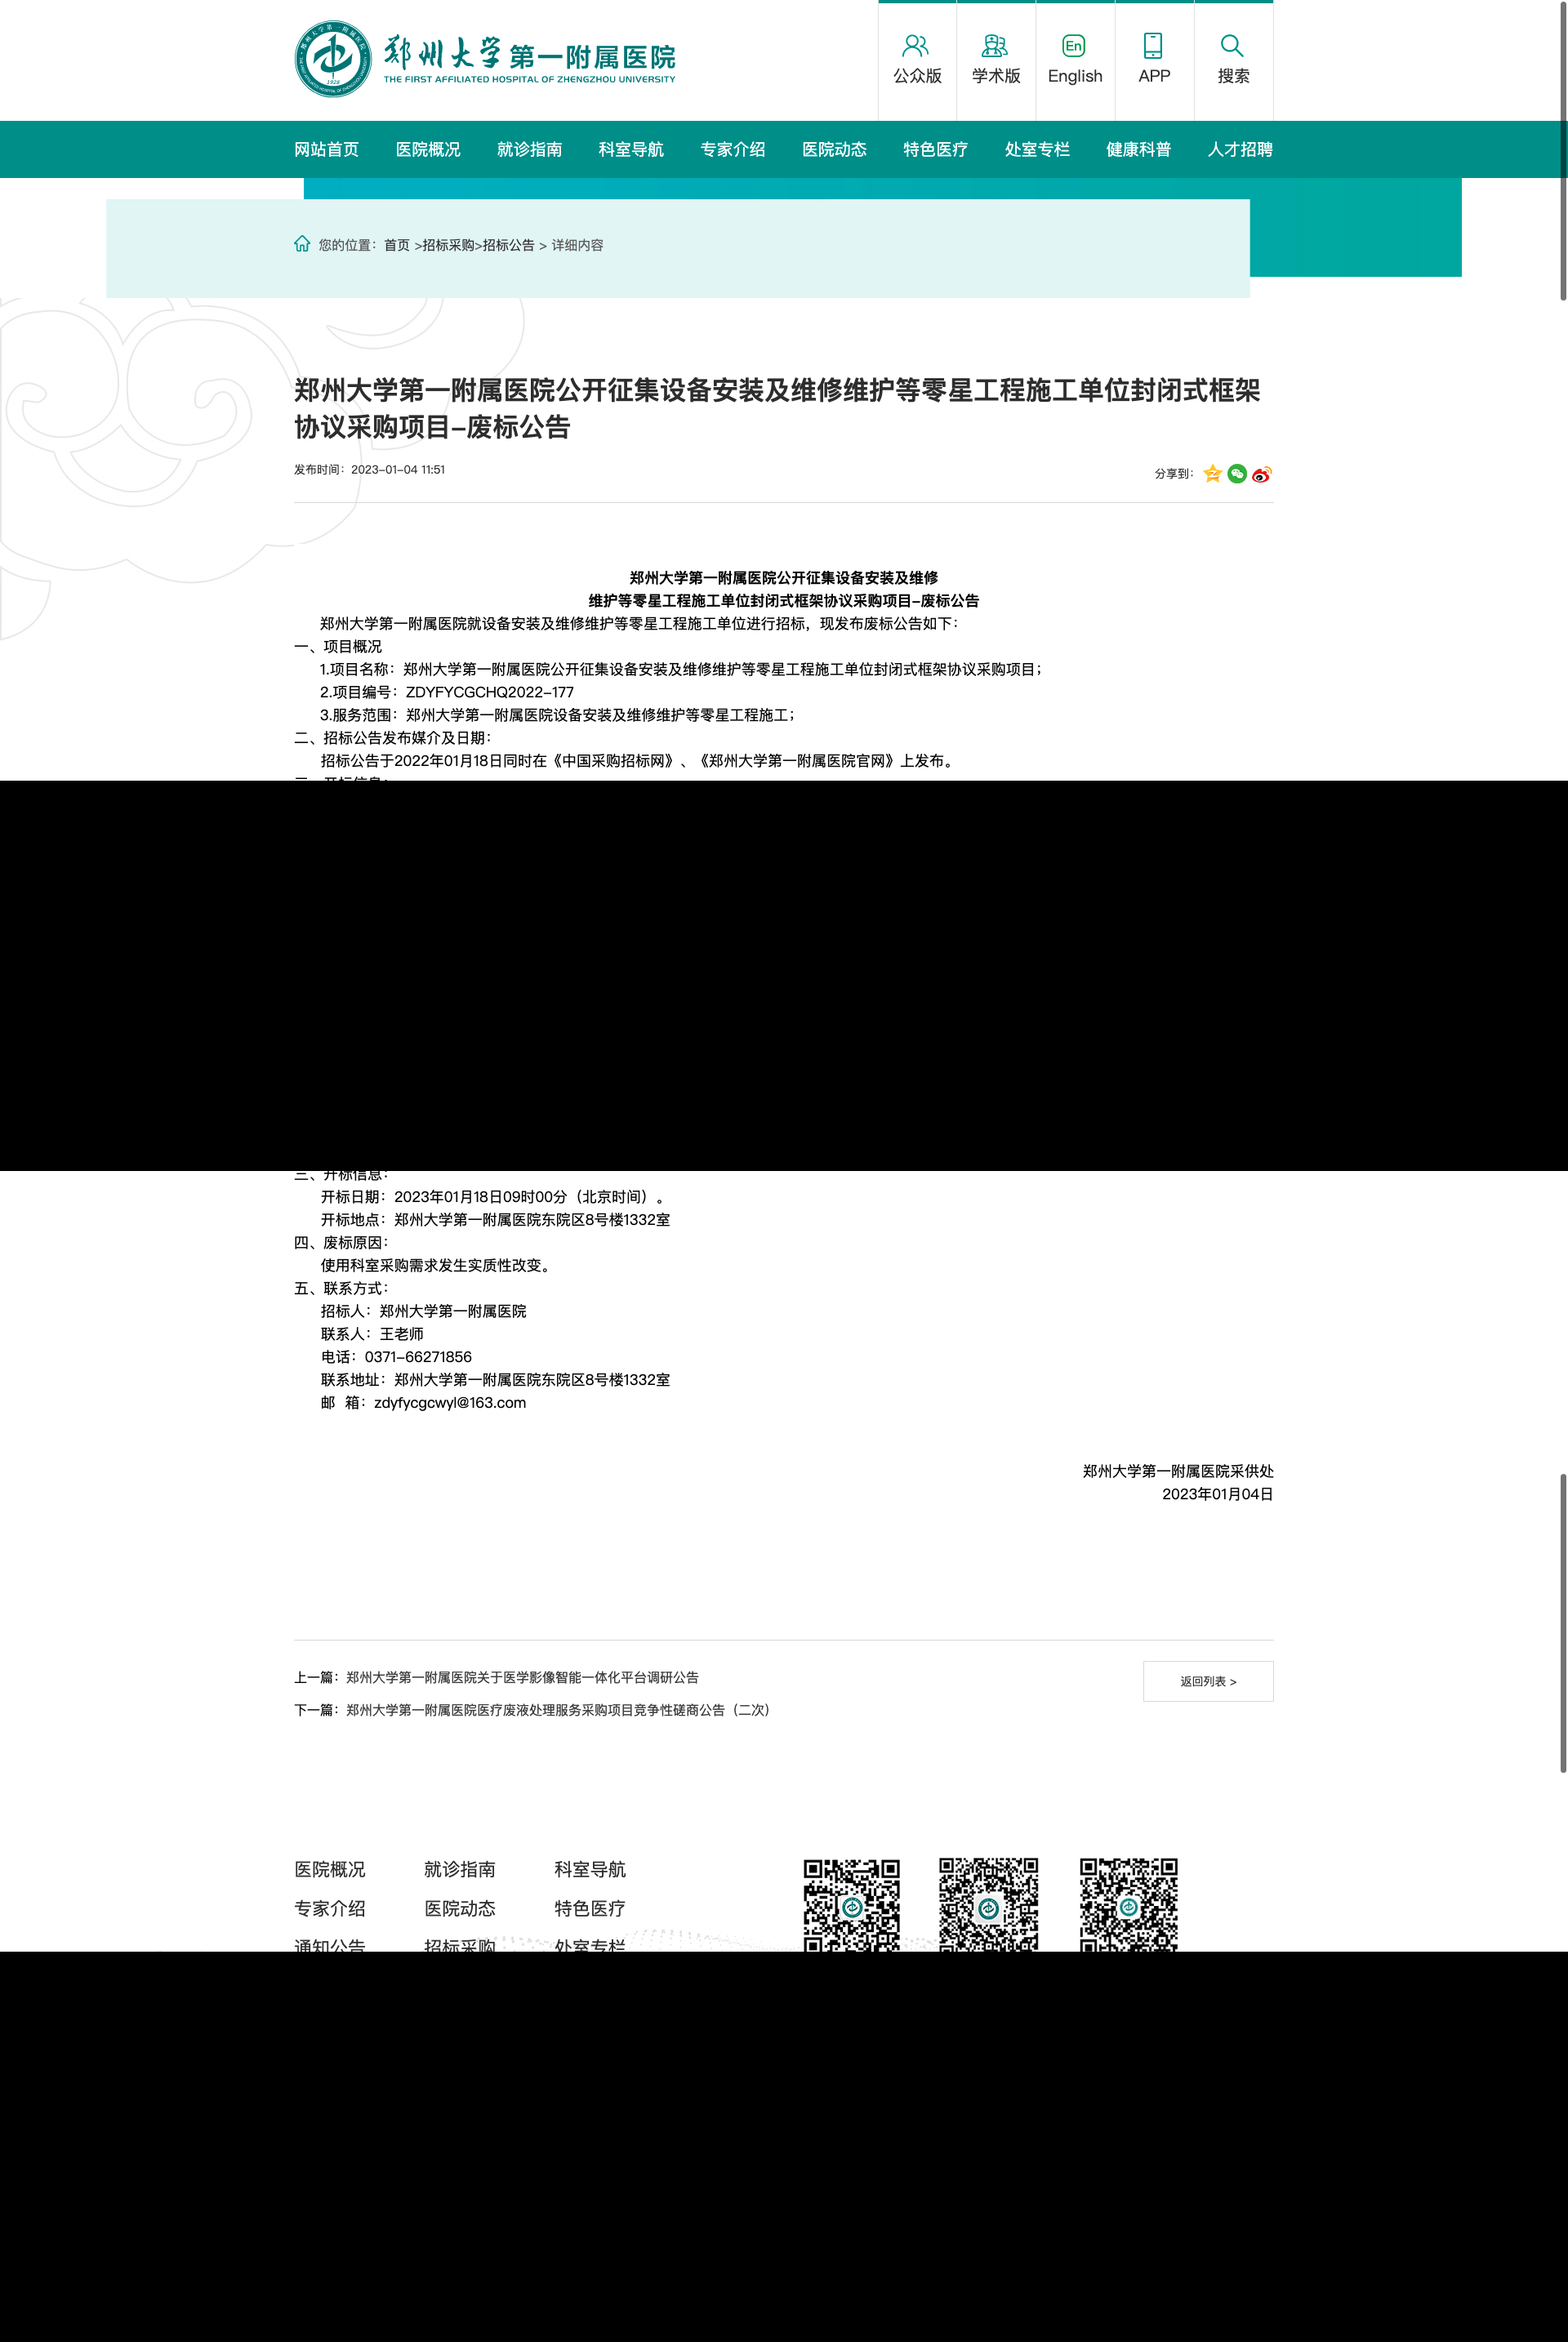 郑州大学第一附属医院
THE FIRST AFFILIATED HOSPITAL OF ZHENGZHOU UNIVERSITY
公众版
学术版
English
APP
搜索
网站首页 医院概况 就诊指南 科室导航 专家介绍 医院动态 特色医疗 处室专栏 健康科普 人才招聘
您的位置：首页 >招标采购>招标公告 > 详细内容
郑州大学第一附属医院公开征集设备安装及维修维护等零星工程施工单位封闭式框架
协议采购项目-废标公告
发布时间：2023-01-04 11:51
分享到：
郑州大学第一附属医院公开征集设备安装及维修
维护等零星工程施工单位封闭式框架协议采购项目-废标公告
郑州大学第一附属医院就设备安装及维修维护等零星工程施工单位进行招标，现发布废标公告如下：
一、项目概况
1.项目名称：郑州大学第一附属医院公开征集设备安装及维修维护等零星工程施工单位封闭式框架协议采购项目；
2.项目编号：ZDYFYCGCHQ2022-177
3.服务范围：郑州大学第一附属医院设备安装及维修维护等零星工程施工；
二、招标公告发布媒介及日期：
招标公告于2022年01月18日同时在《中国采购招标网》、《郑州大学第一附属医院官网》上发布。
三、开标信息：
开标日期：2023年01月18日09时00分（北京时间）。
开标地点：郑州大学第一附属医院东院区8号楼1332室
四、废标原因：
使用科室采购需求发生实质性改变。
五、联系方式：
招标人：郑州大学第一附属医院
联系人：王老师
电话：0371-66271856
联系地址：郑州大学第一附属医院东院区8号楼1332室
邮 箱：zdyfycgcwyl@163.com
郑州大学第一附属医院采供处
2023年01月04日
上一篇：郑州大学第一附属医院关于医学影像智能一体化平台调研公告
返回列表 >
下一篇：郑州大学第一附属医院医疗废液处理服务采购项目竞争性磋商公告（二次）
医院概况 就诊指南 科室导航
专家介绍 医院动态 特色医疗
通知公告 招标采购 处室专栏